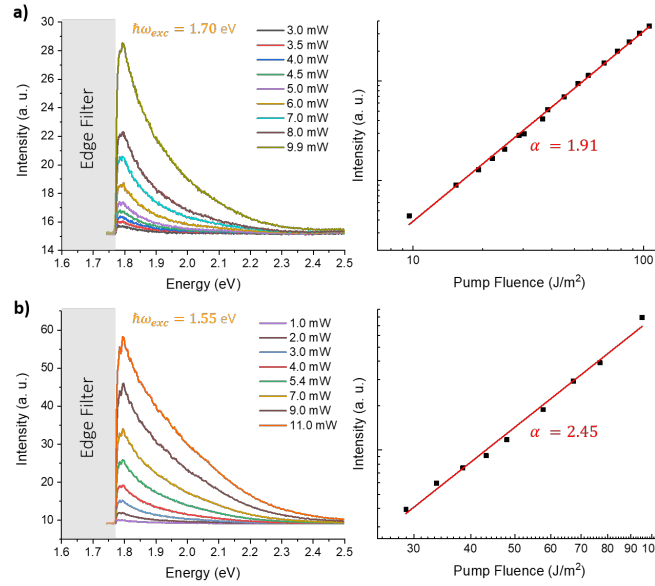 a)
ħω_exc = 1.70 eV
Edge Filter
Intensity (a. u.)
30
28
26
24
22
20
18
16
14
1.6 1.7 1.8 1.9 2.0 2.1 2.2 2.3 2.4 2.5
Energy (eV)
3.0 mW
3.5 mW
4.0 mW
4.5 mW
5.0 mW
6.0 mW
7.0 mW
8.0 mW
9.9 mW
Intensity (a. u.)
α = 1.91
10 100
Pump Fluence (J/m²)
b)
ħω_exc = 1.55 eV
Edge Filter
Intensity (a. u.)
60
50
40
30
20
10
1.6 1.7 1.8 1.9 2.0 2.1 2.2 2.3 2.4 2.5
Energy (eV)
1.0 mW
2.0 mW
3.0 mW
4.0 mW
5.4 mW
7.0 mW
9.0 mW
11.0 mW
Intensity (a. u.)
α = 2.45
30 40 50 60 70 80 90 10
Pump Fluence (J/m²)